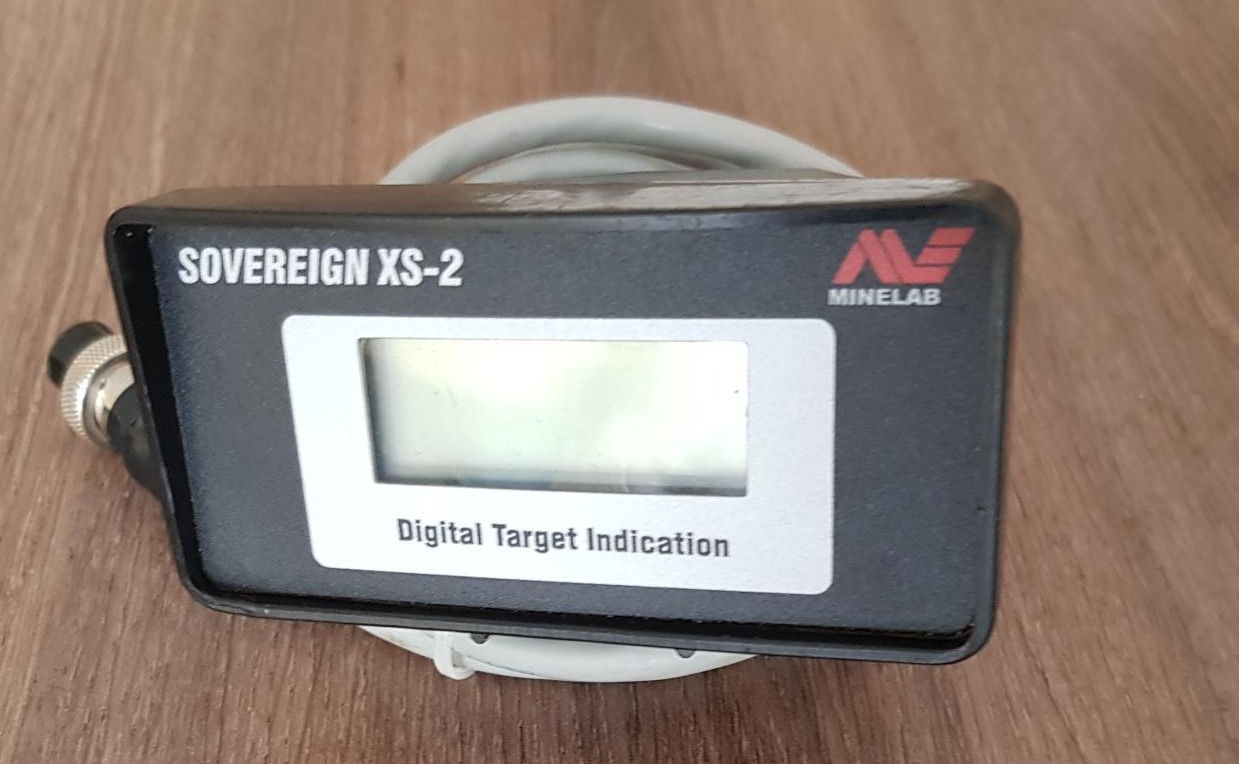 SOVEREIGN XS-2
MINELAB
Digital Target Indication